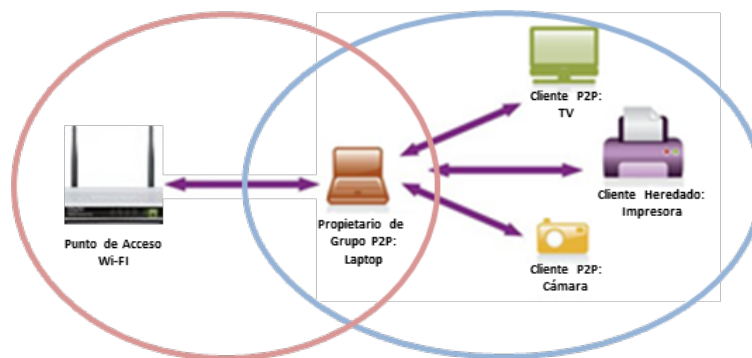 Cliente P2P:
TV
Punto de Acceso
Wi-FI
Propietario de
Grupo P2P:
Laptop
Cliente Heredado:
Impresora
Cliente P2P:
Cámara